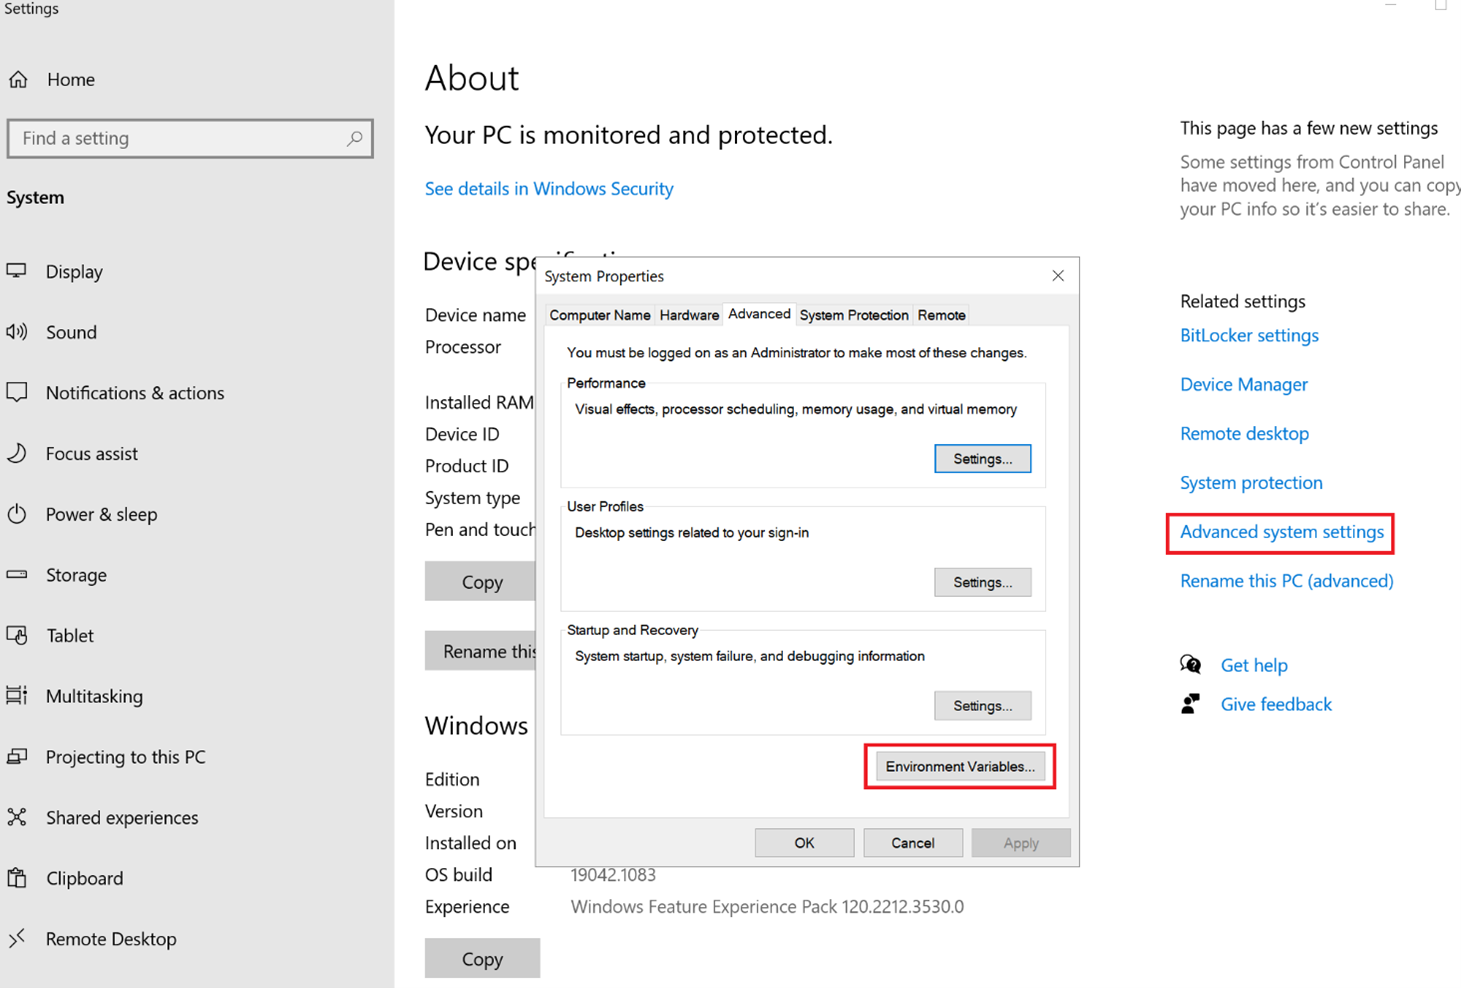 Settings
Home
Find a setting
System
Display
Sound
Notifications & actions
Focus assist
Power & sleep
Storage
Tablet
Multitasking
Projecting to this PC
Shared experiences
Clipboard
Remote Desktop
About
Your PC is monitored and protected.
See details in Windows Security
Device
Device name
Processor
Installed RAM
Device ID
Product ID
System type
Pen and touch
Copy
Rename this
Windows
Edition
Version
Installed on
OS build 19042.1083
Experience Windows Feature Experience Pack 120.2212.3530.0
Copy
System Properties
Computer Name Hardware Advanced System Protection Remote
You must be logged on as an Administrator to make most of these changes.
Performance
Visual effects, processor scheduling, memory usage, and virtual memory
Settings...
User Profiles
Desktop settings related to your sign-in
Settings...
Startup and Recovery
System startup, system failure, and debugging information
Settings...
Environment Variables...
OK Cancel Apply
This page has a few new settings
Some settings from Control Panel
have moved here, and you can copy
your PC info so it's easier to share.
Related settings
BitLocker settings
Device Manager
Remote desktop
System protection
Advanced system settings
Rename this PC (advanced)
Get help
Give feedback